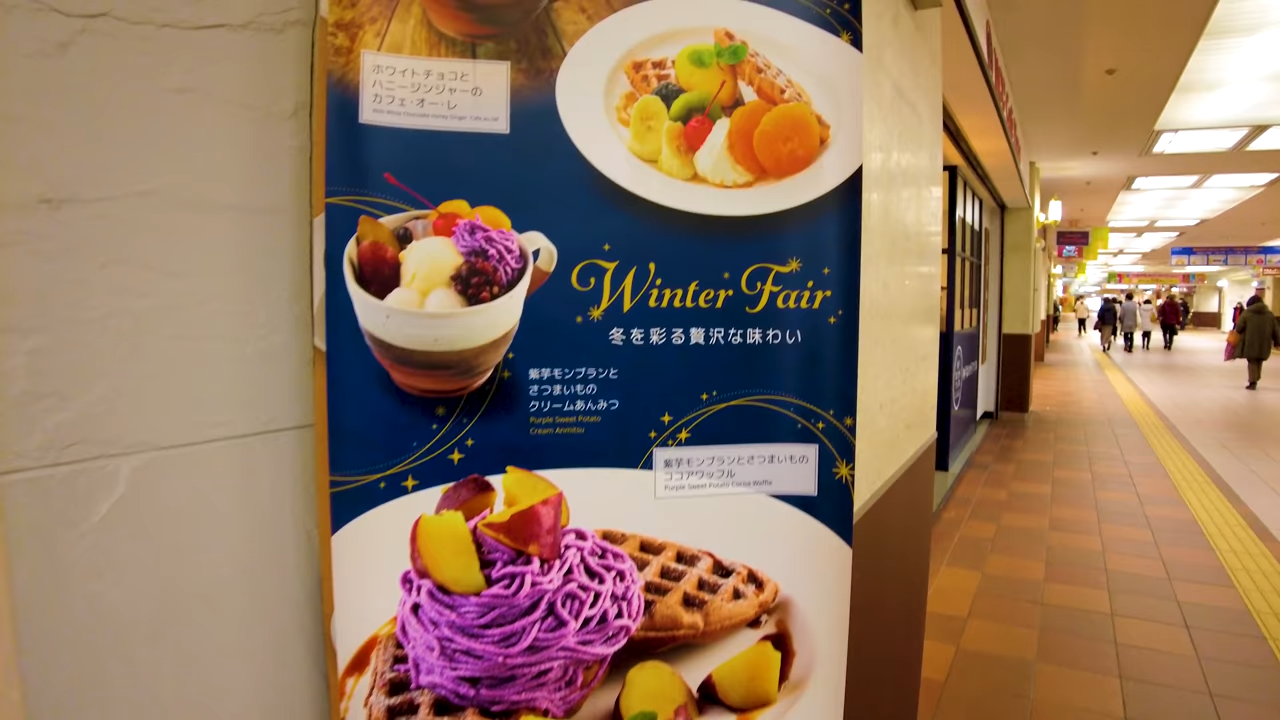 ホワイトチョコと
ハニージンジャーの
カフェ・オー・レ
Winter Fair
冬を彩る贅沢な味わい
紫芋モンブランと
さつまいもの
クリームあんみつ
Purple Sweet Potato
Cream Anmitsu
紫芋モンブランとさつまいもの
ココアワッフル
Purple Sweet Potato Cocoa Waffle